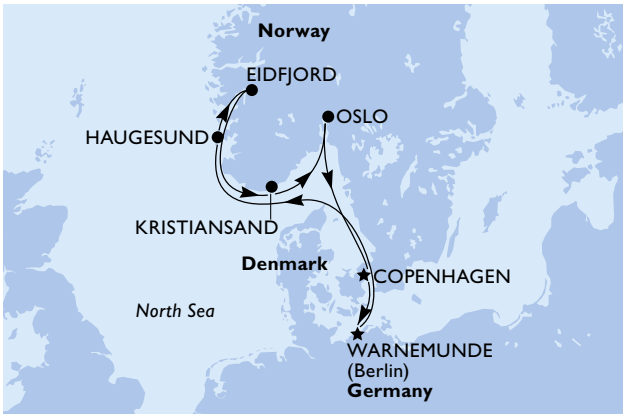 Norway
EIDFJORD
OSLO
HAUGESUND
KRISTIANSAND
Denmark
COPENHAGEN
North Sea
WARNEMUNDE
(Berlin)
Germany